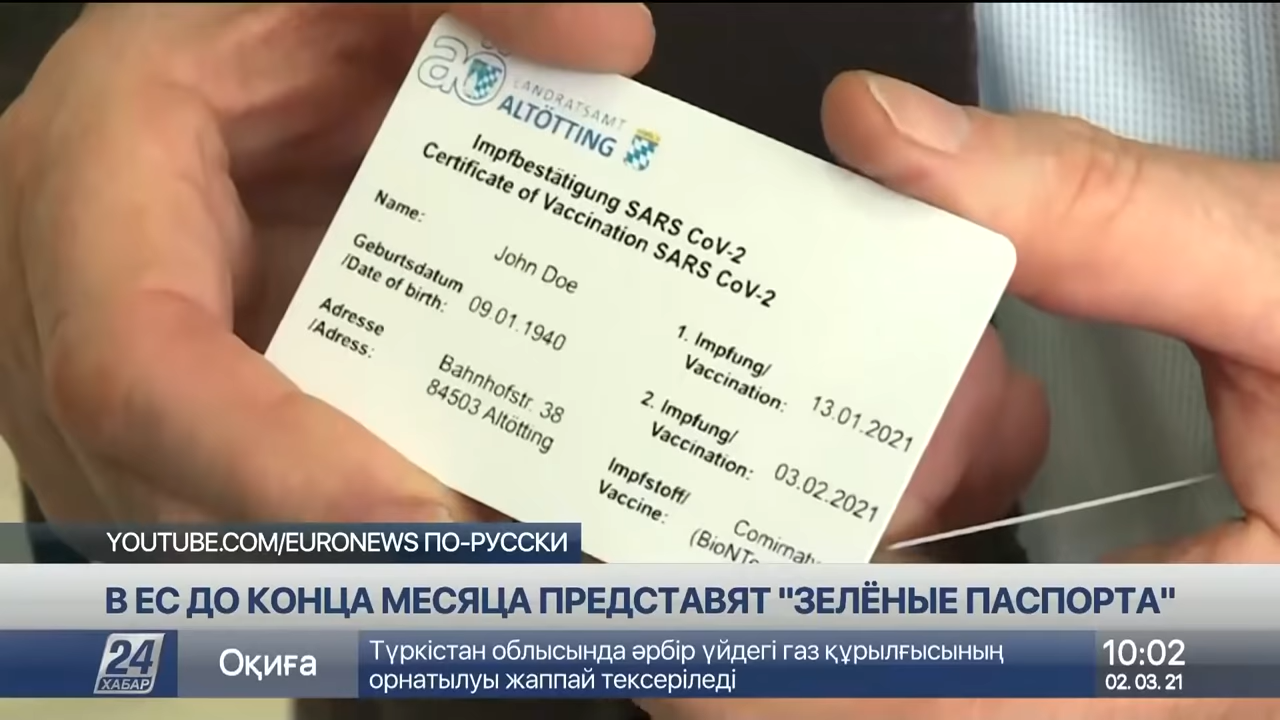 aö
LANDRATSAMT
ALTÖTTING
Impfbestätigung SARS CoV-2
Certificate of Vaccination SARS CoV-2
Name:
John Doe
Geburtsdatum
/Date of birth:
09.01.1940
Adresse
/Adress:
Bahnhofstr. 38
84503 Altötting
1. Impfung/
Vaccination:
13.01.2021
2. Impfung/
Vaccination:
03.02.2021
Impfstoff/
Vaccine:
YOUTUBE.COM/EURONEWS ПО-РУССКИ
В ЕС ДО КОНЦА МЕСЯЦА ПРЕДСТАВЯТ "ЗЕЛЁНЫЕ ПАСПОРТА"
24
ХАБАР
Оқиға
Түркістан облысында әрбір үйдегі газ құрылғысының
орнатылуы жаппай тексеріледі
10:02
02. 03. 21